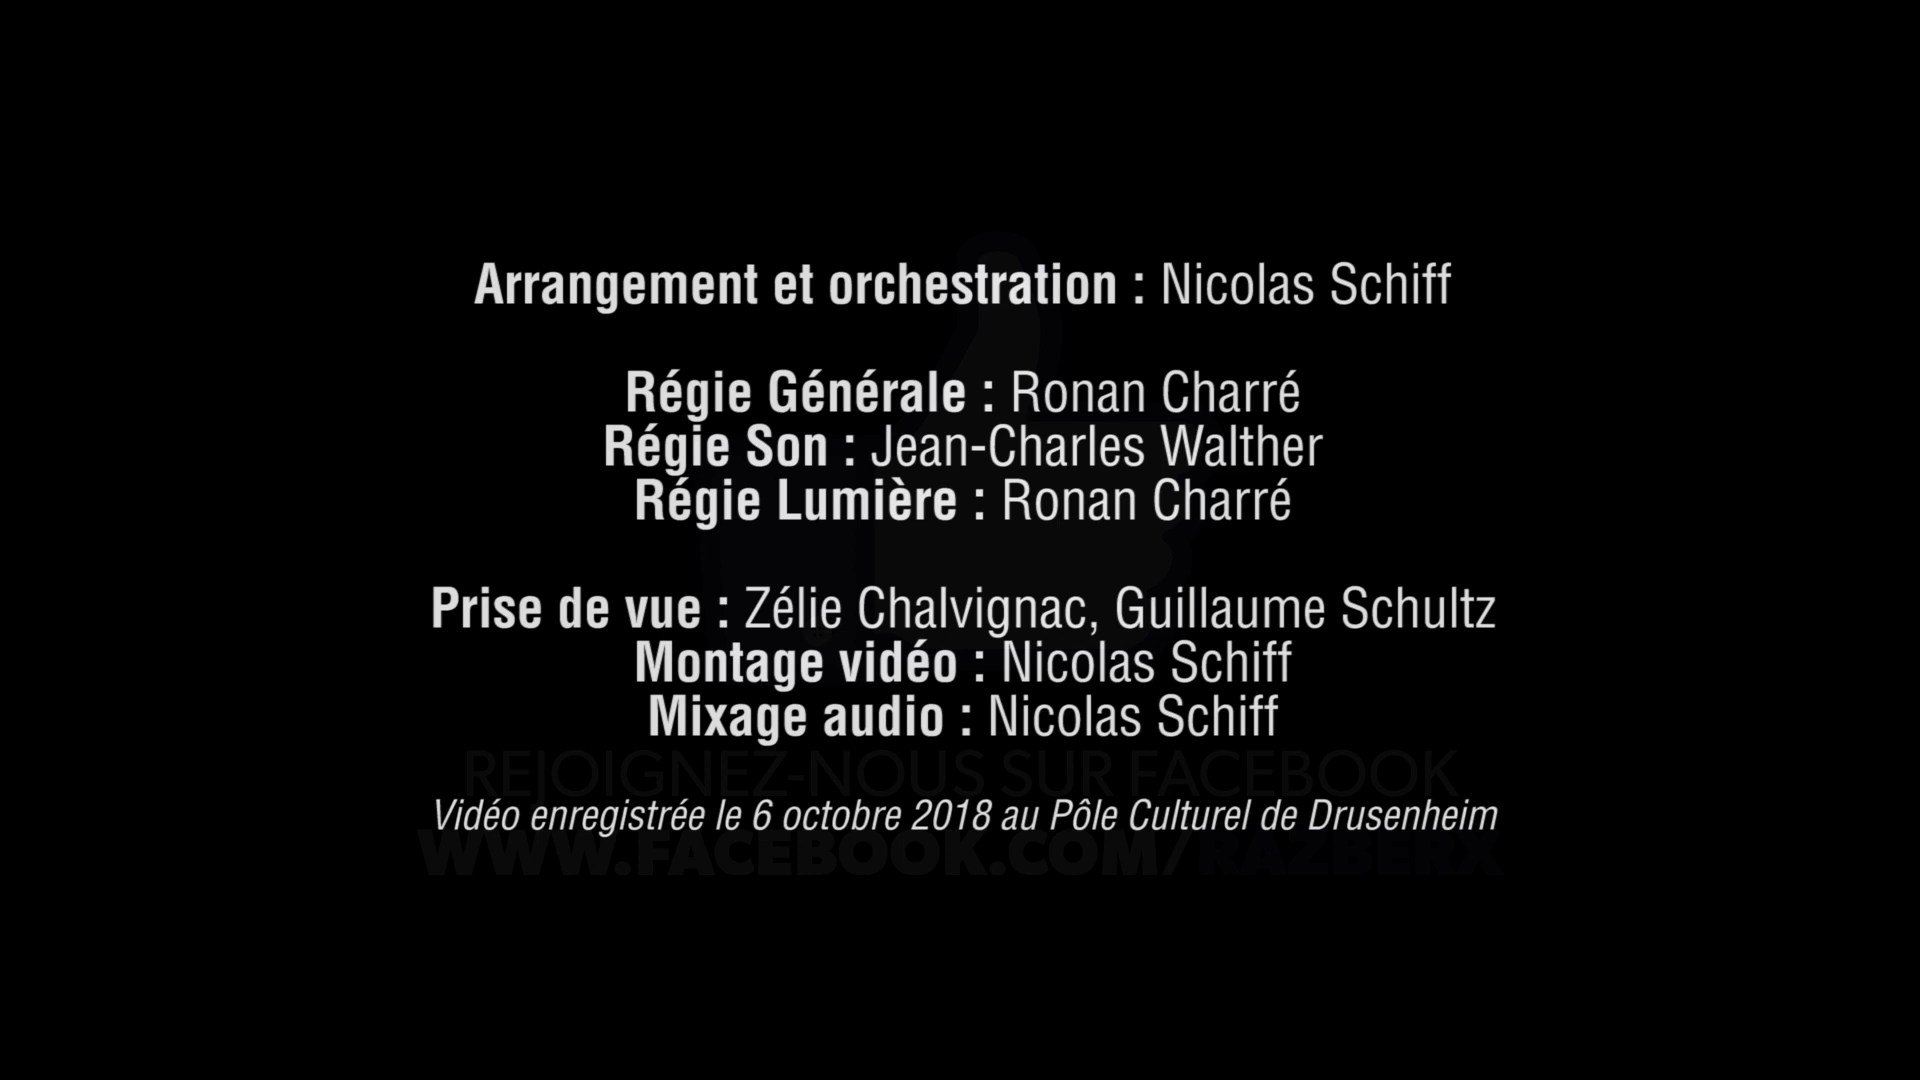 Arrangement et orchestration : Nicolas Schiff
Régie Générale : Ronan Charré
Régie Son : Jean-Charles Walther
Régie Lumière : Ronan Charré
Prise de vue : Zélie Chalvignac, Guillaume Schultz
Montage vidéo : Nicolas Schiff
Mixage audio : Nicolas Schiff
REJOIGNEZ-NOUS SUR FACEBOOK
Vidéo enregistrée le 6 octobre 2018 au Pôle Culturel de Drusenheim
WWW.FACEBOOK.COM/RAZBERX